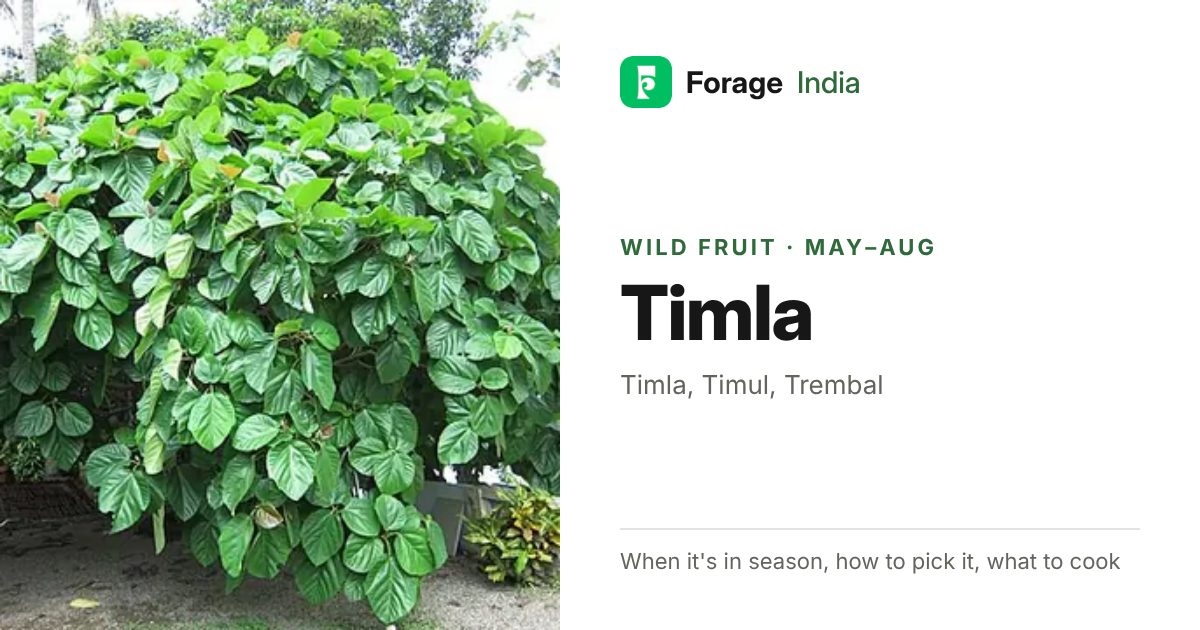 Forage India
WILD FRUIT · MAY–AUG
Timla
Timla, Timul, Trembal
When it's in season, how to pick it, what to cook